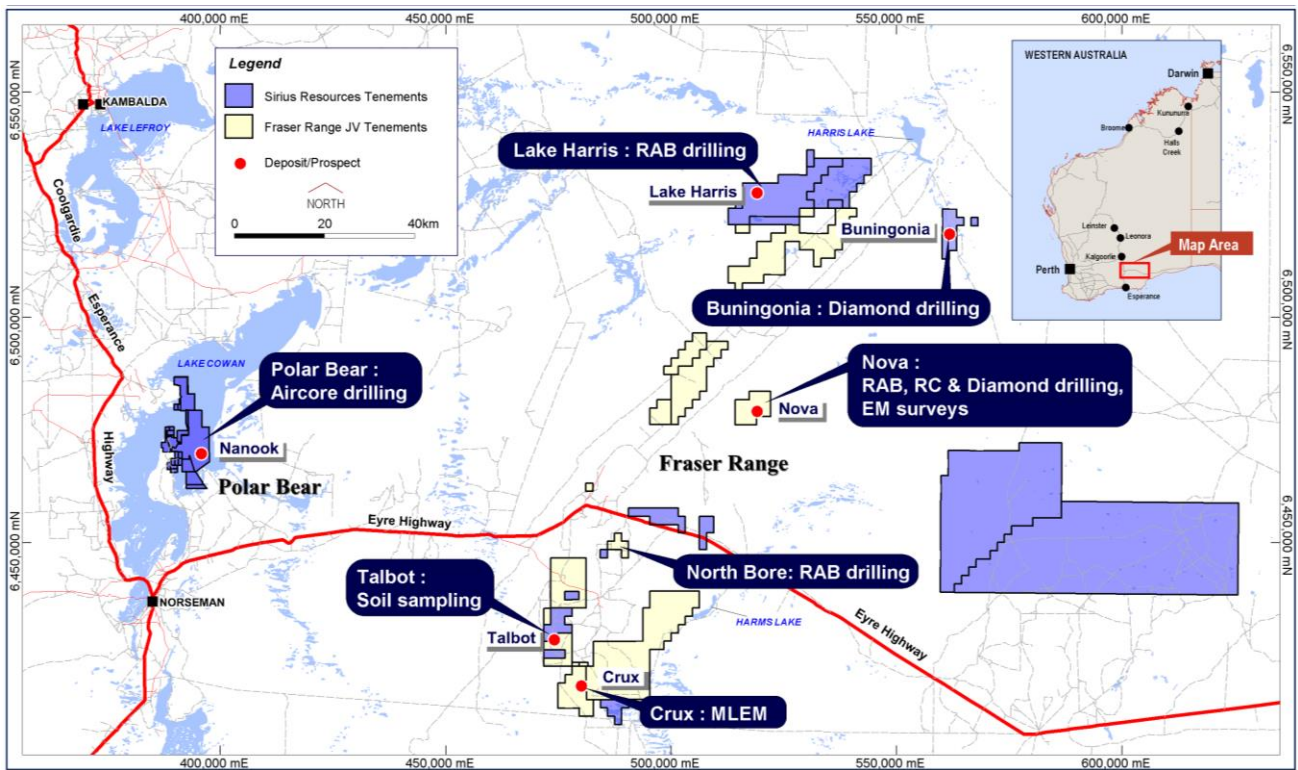 400,000 mE
450,000 mE
500,000 mE
550,000 mE
600,000 mE
6,550,000 mN
6,500,000 mN
6,450,000 mN
6,550,000 mN
6,500,000 mN
6,450,000 mN
Legend
Sirius Resources Tenements
Fraser Range JV Tenements
Deposit/Prospect
NORTH
0
20
40km
KAMBALDA
LAKE LEFROY
Coolgardie
Esperance
Highway
LAKE COWAN
Polar Bear :
Aircore drilling
Nanook
Polar Bear
NORSEMAN
Eyre Highway
HARRIS LAKE
Lake Harris : RAB drilling
Lake Harris
Buningonia
Buningonia : Diamond drilling
Nova :
RAB, RC & Diamond drilling,
EM surveys
Nova
Fraser Range
North Bore: RAB drilling
Talbot :
Soil sampling
Talbot
HARMS LAKE
Eyre Highway
Crux
Crux : MLEM
WESTERN AUSTRALIA
Darwin
Kununurra
Broome
Halls
Creek
Leinster
Leonora
Kalgoorlie
Map Area
Perth
Esperance
400,000 mE
450,000 mE
500,000 mE
550,000 mE
600,000 mE